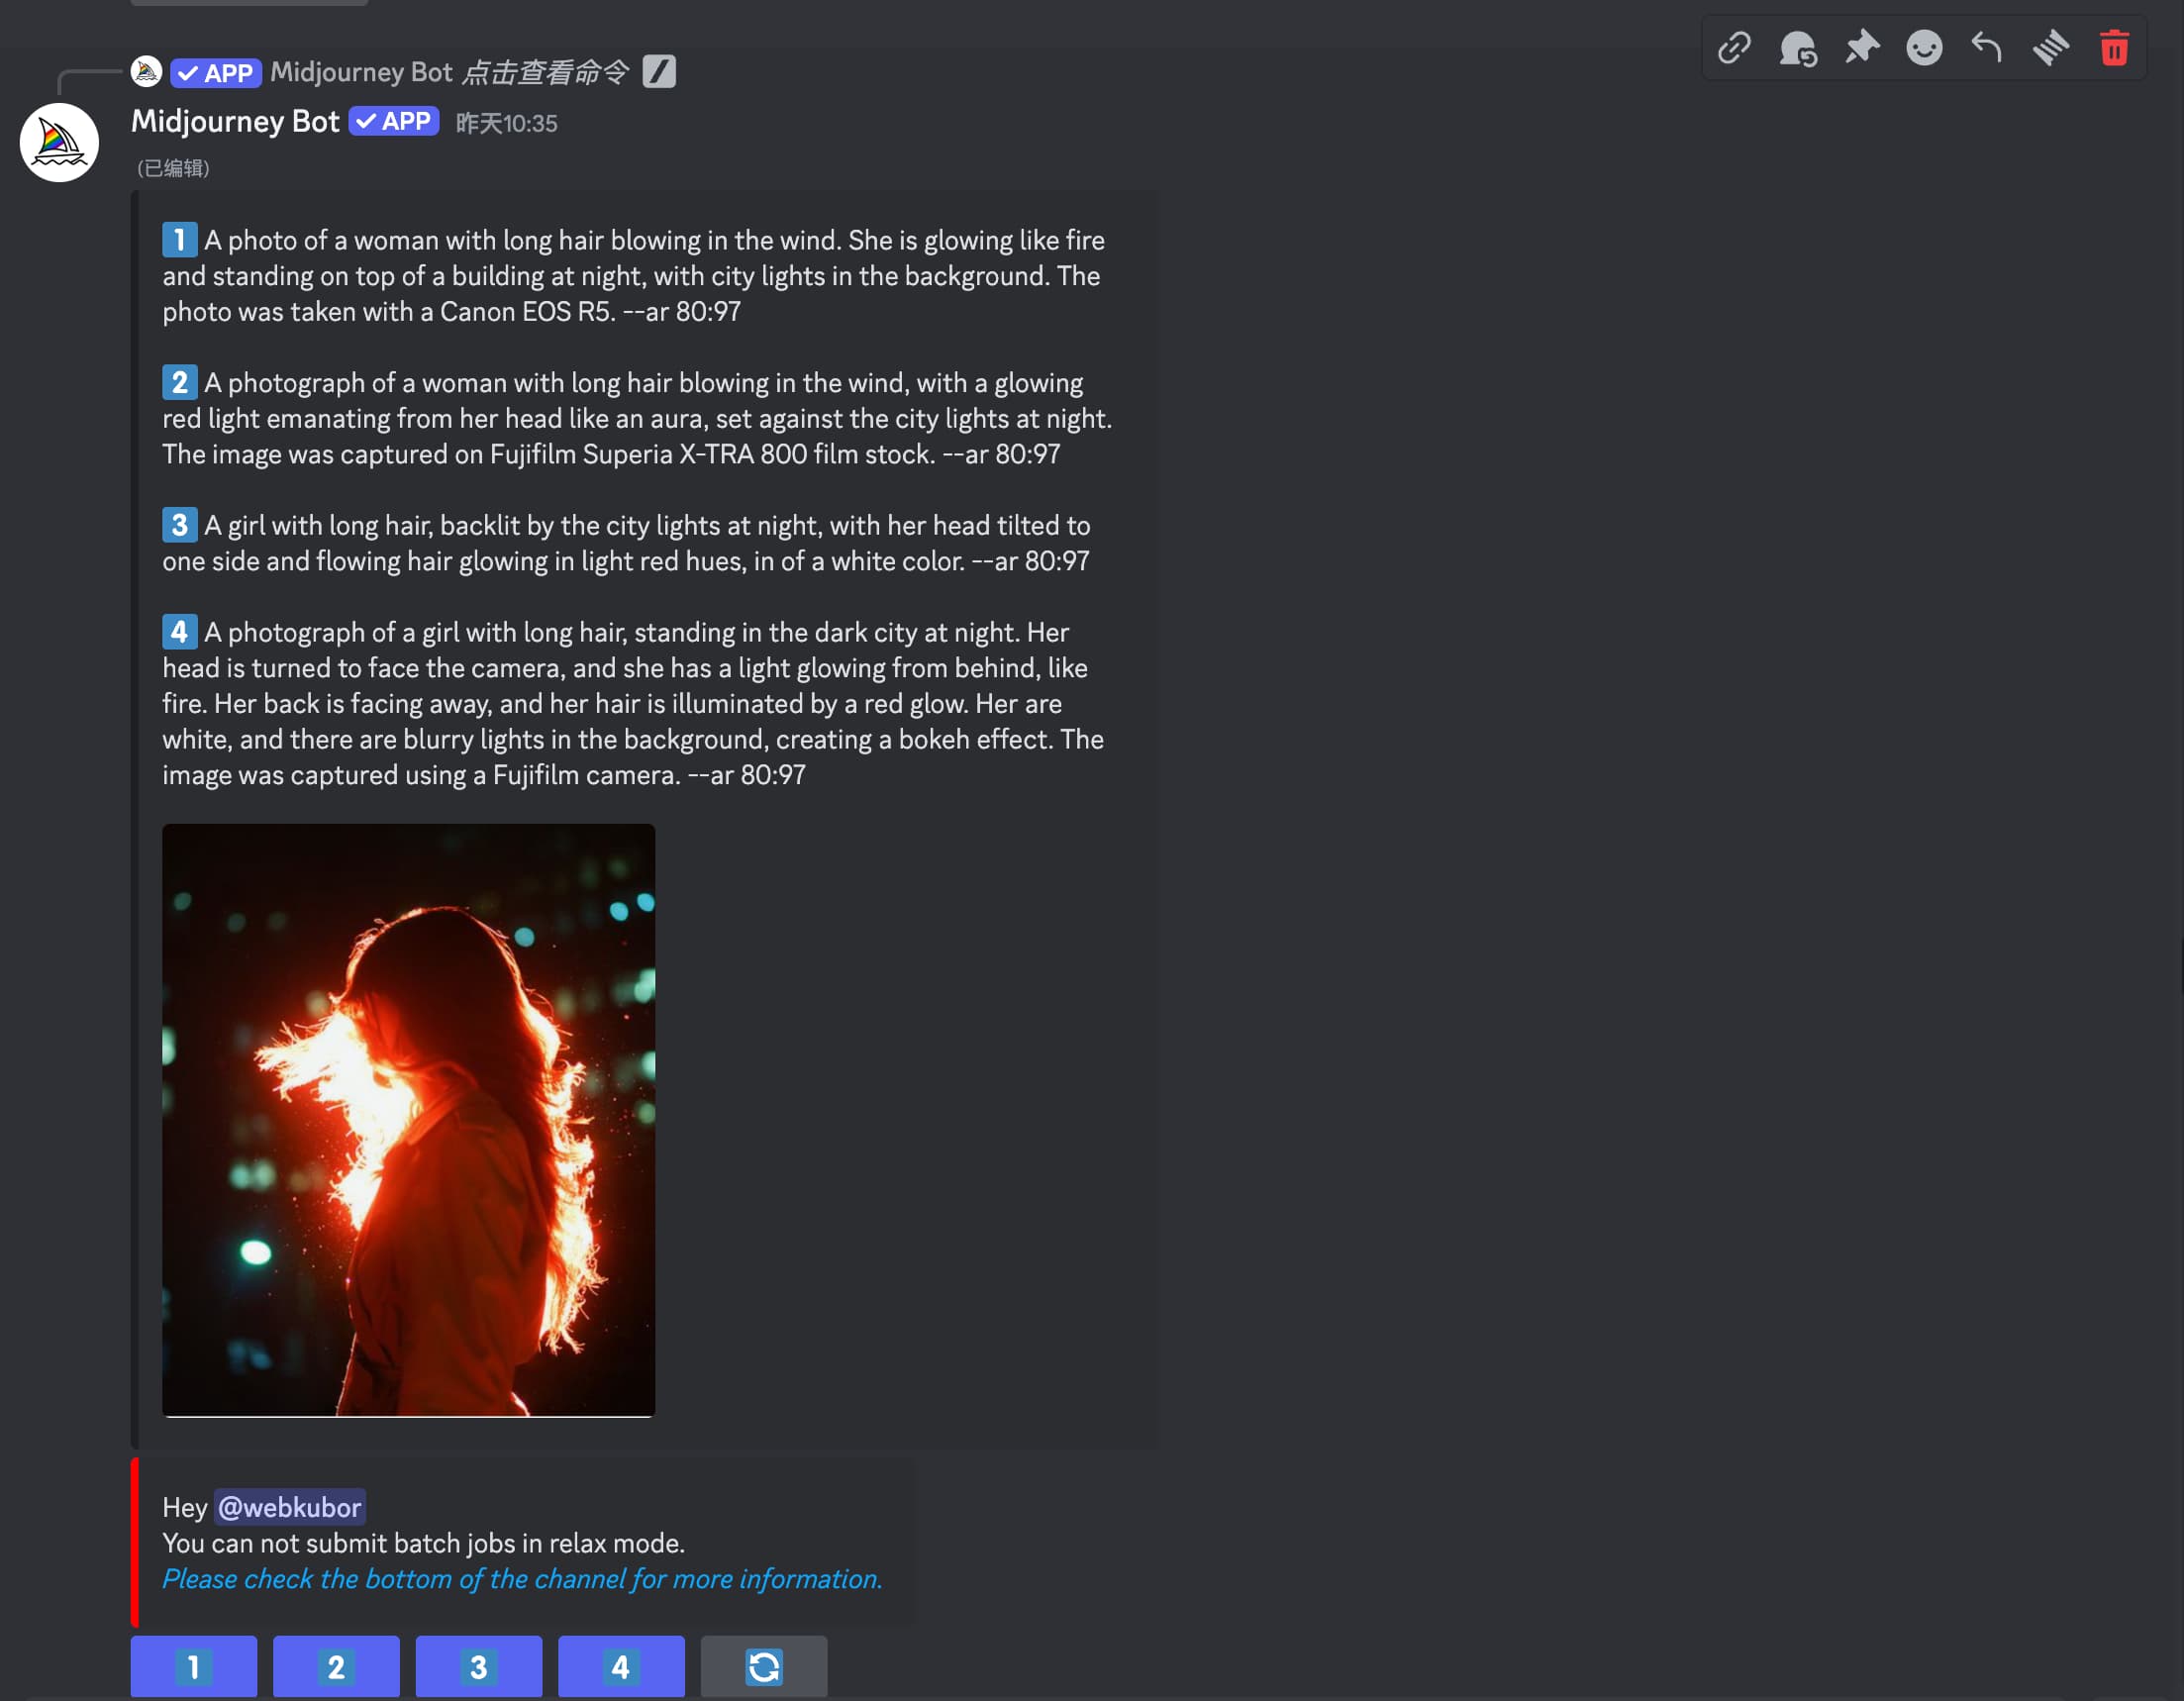 APP Midjourney Bot 点击查看命令
Midjourney Bot APP 昨天10:35
(已编辑)
1 A photo of a woman with long hair blowing in the wind. She is glowing like fire
and standing on top of a building at night, with city lights in the background. The
photo was taken with a Canon EOS R5. --ar 80:97
2 A photograph of a woman with long hair blowing in the wind, with a glowing
red light emanating from her head like an aura, set against the city lights at night.
The image was captured on Fujifilm Superia X-TRA 800 film stock. --ar 80:97
3 A girl with long hair, backlit by the city lights at night, with her head tilted to
one side and flowing hair glowing in light red hues, in of a white color. --ar 80:97
4 A photograph of a girl with long hair, standing in the dark city at night. Her
head is turned to face the camera, and she has a light glowing from behind, like
fire. Her back is facing away, and her hair is illuminated by a red glow. Her are
white, and there are blurry lights in the background, creating a bokeh effect. The
image was captured using a Fujifilm camera. --ar 80:97
Hey @webkubor
You can not submit batch jobs in relax mode.
Please check the bottom of the channel for more information.
1 2 3 4